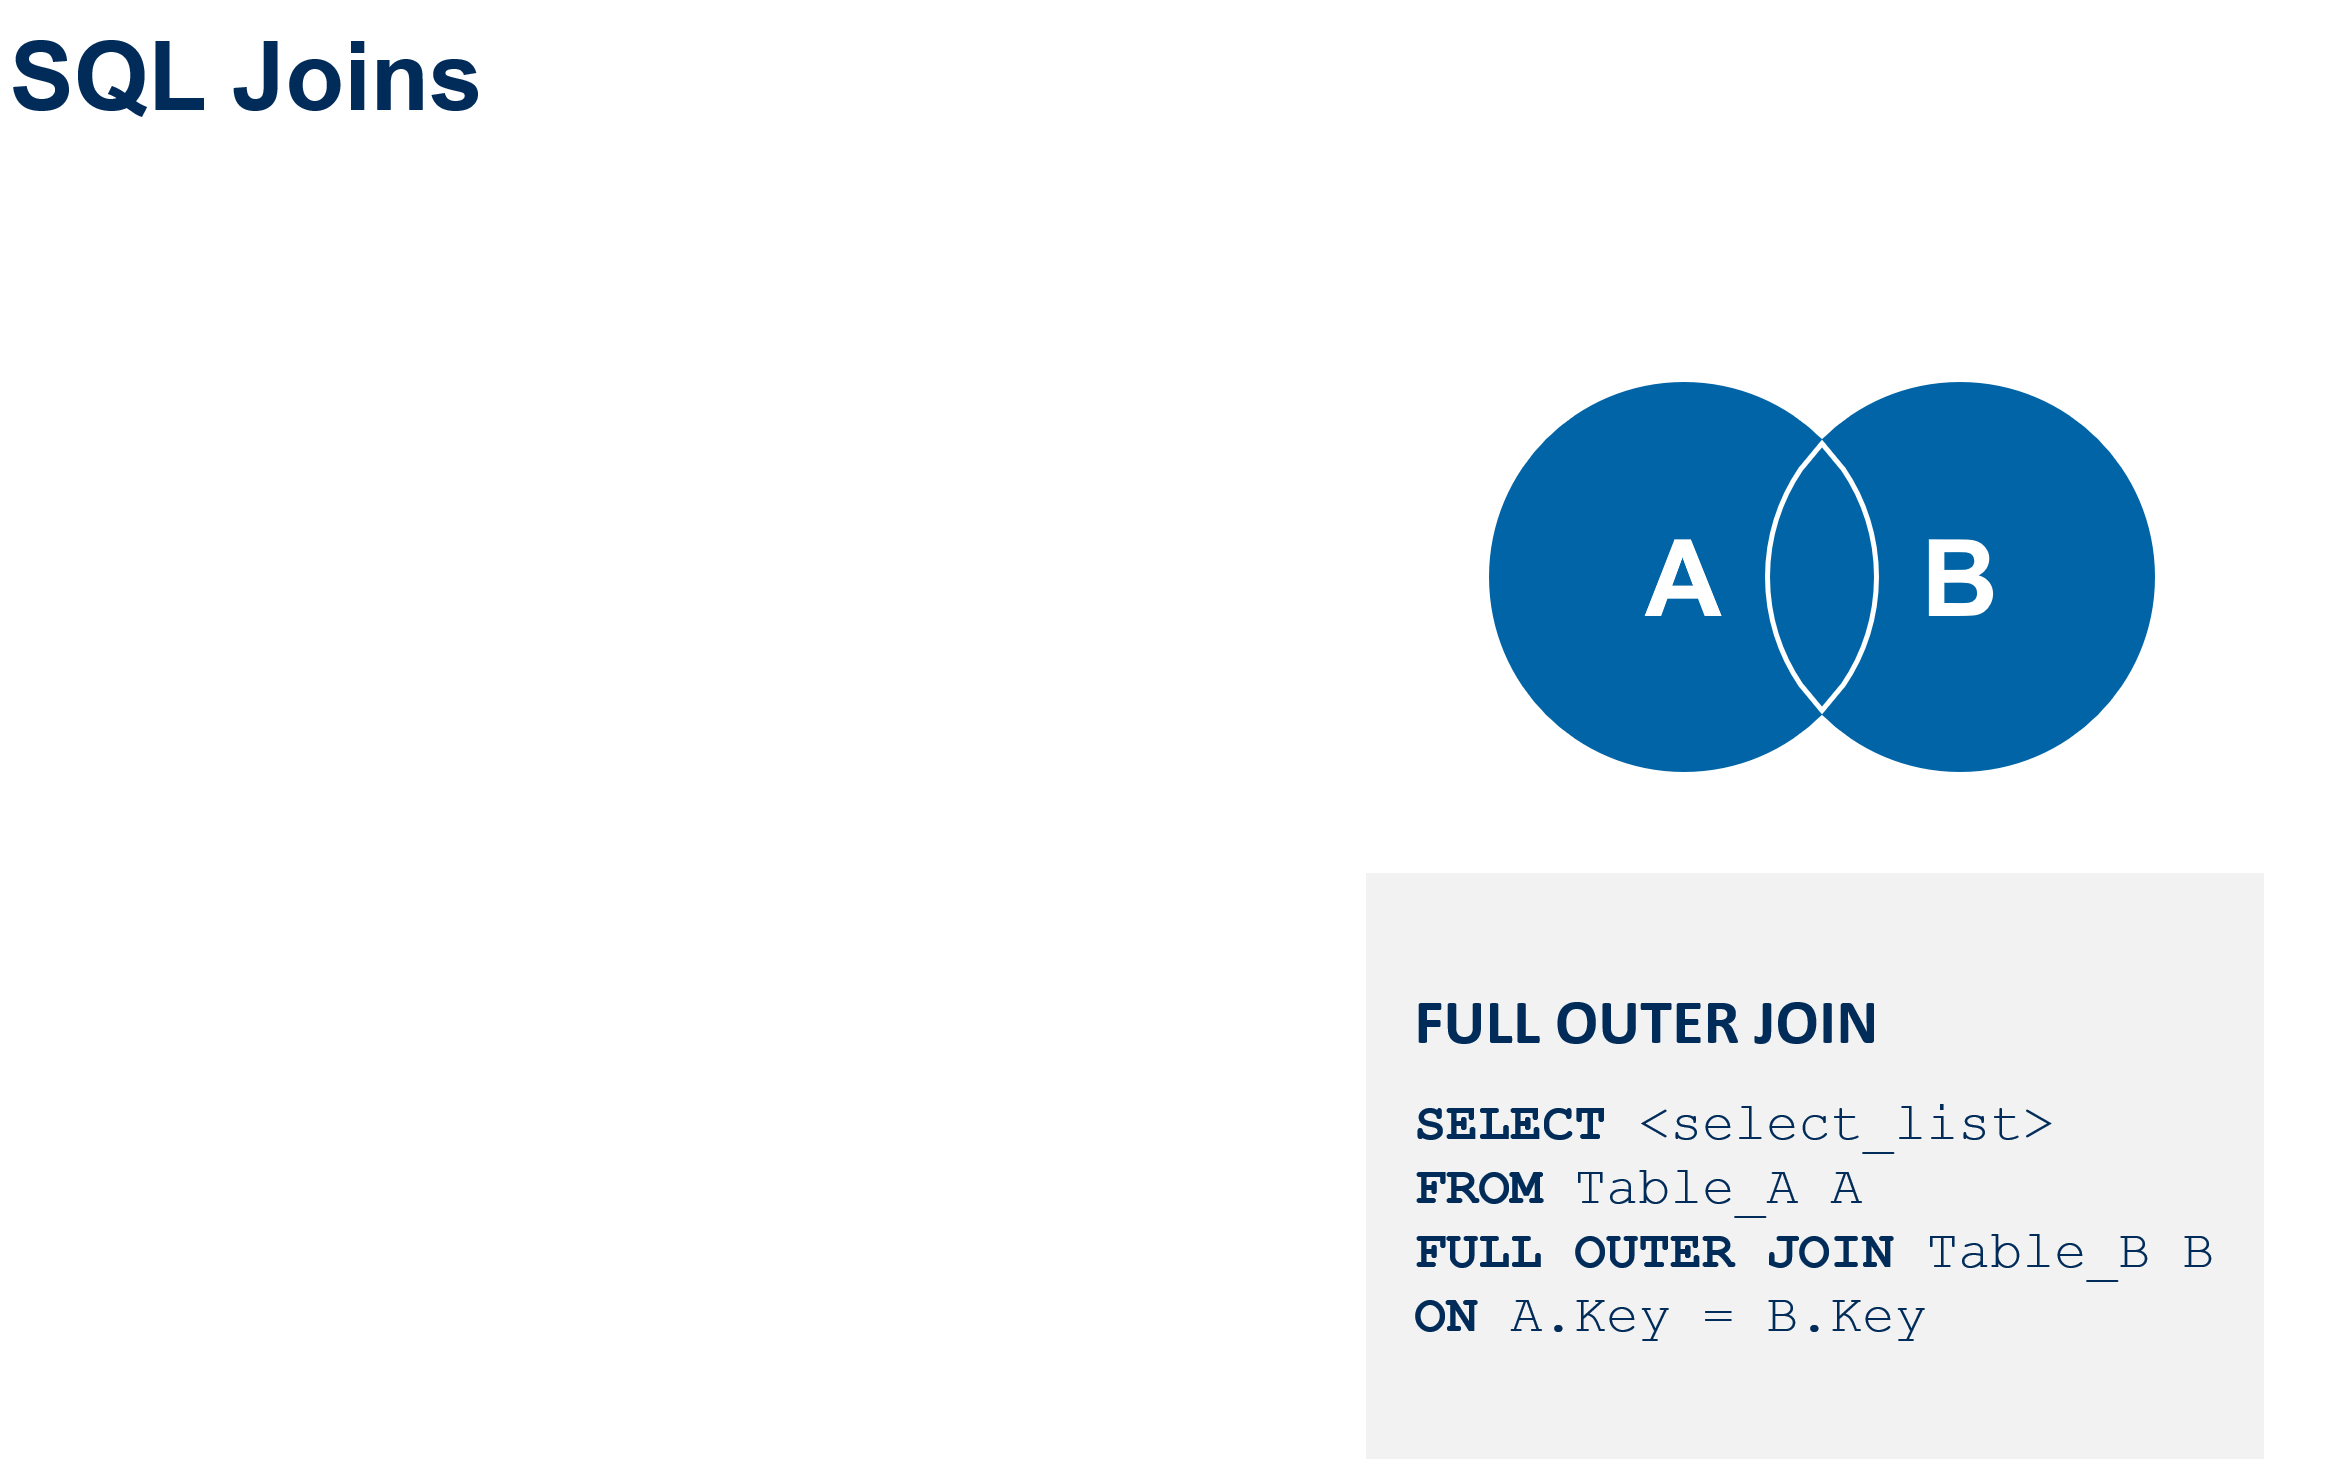 SQL Joins
A
B
FULL OUTER JOIN
SELECT <select_list>
FROM Table_A A
FULL OUTER JOIN Table_B B
ON A.Key = B.Key